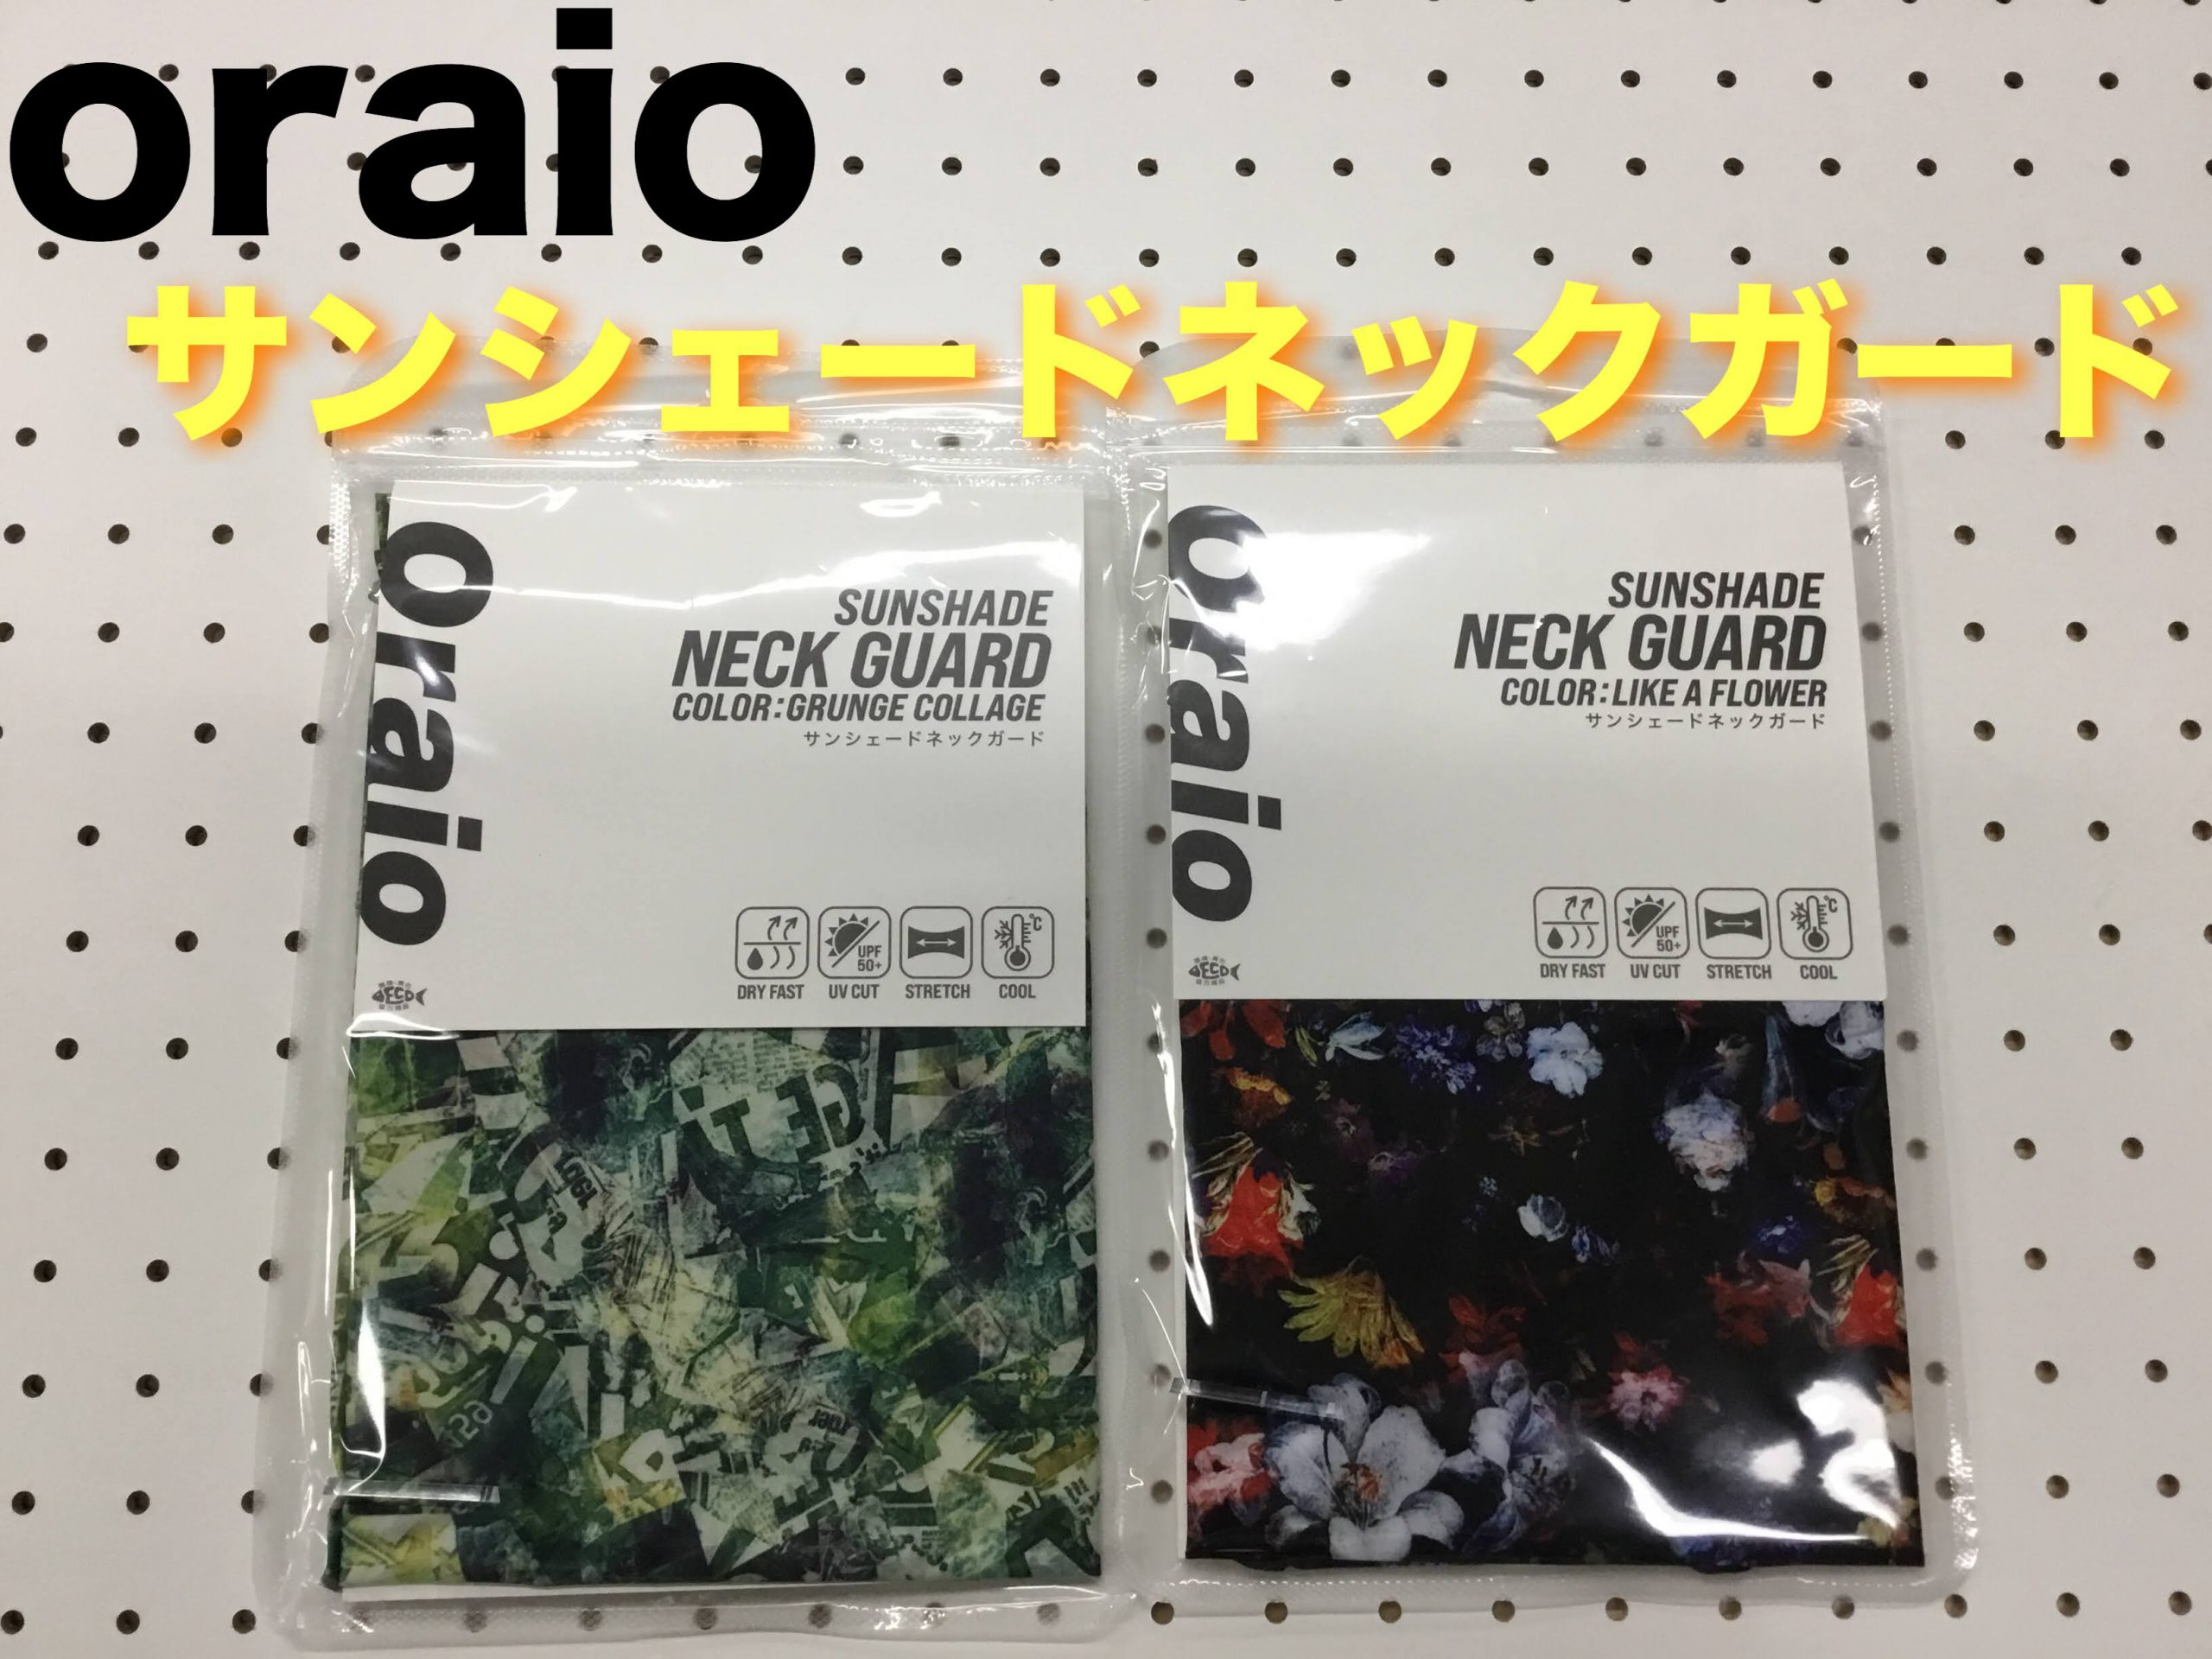 oraio
サンシェードネックガード
oraio
SUNSHADE
NECK GUARD
COLOR:GRUNGE COLLAGE
サンシェードネックガード
UPF
50+
℃
DRY FAST UV CUT STRETCH COOL
oraio
SUNSHADE
NECK GUARD
COLOR:LIKE A FLOWER
サンシェードネックガード
UPF
50+
℃
DRY FAST UV CUT STRETCH COOL